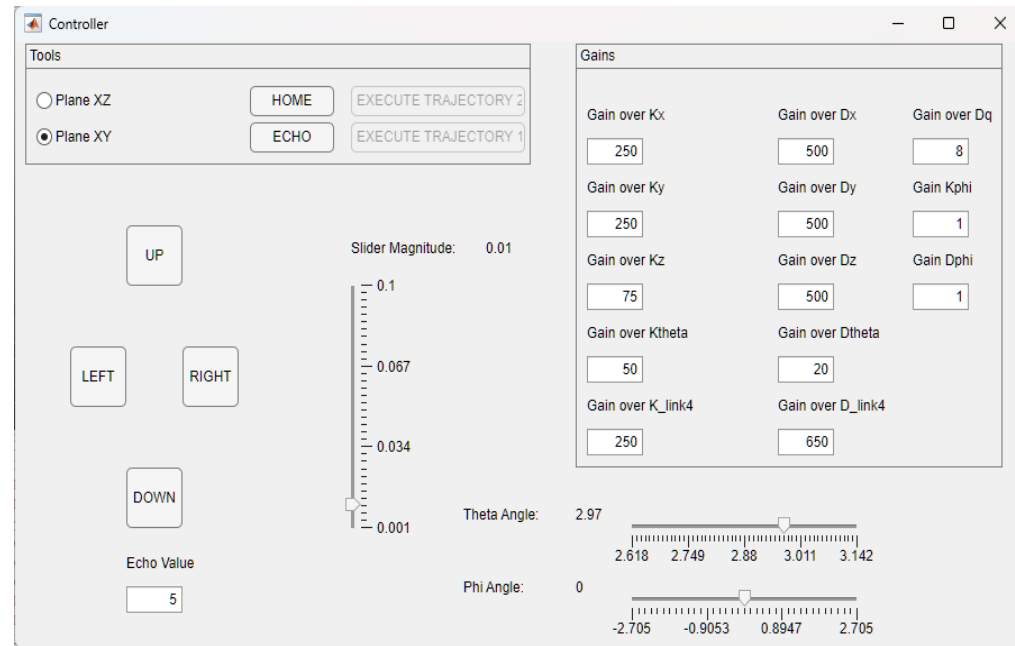 Controller
Tools
Plane XZ
HOME
EXECUTE TRAJECTORY 2
Plane XY
ECHO
EXECUTE TRAJECTORY 1
UP
LEFT
RIGHT
DOWN
Echo Value
5
Slider Magnitude: 0.01
0.1
0.067
0.034
0.001
Gains
Gain over Kx
Gain over Dx
Gain over Dq
250
500
8
Gain over Ky
Gain over Dy
Gain Kphi
250
500
1
Gain over Kz
Gain over Dz
Gain Dphi
75
500
1
Gain over Ktheta
Gain over Dtheta
50
20
Gain over K_link4
Gain over D_link4
250
650
Theta Angle: 2.97
2.618 2.749 2.88 3.011 3.142
Phi Angle: 0
-2.705 -0.9053 0.8947 2.705